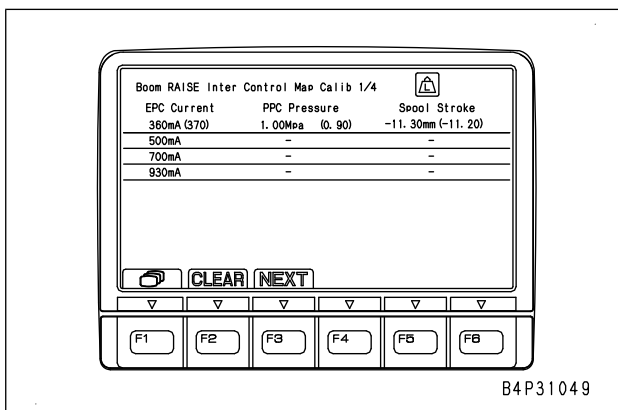 Boom RAISE Inter Control Map Calib 1/4 L
EPC Current PPC Pressure Spool Stroke
360mA (370) 1.00Mpa (0.90) -11.30mm (-11.20)
500mA - -
700mA - -
930mA - -
CLEAR NEXT
F1 F2 F3 F4 F5 F6
B4P31049